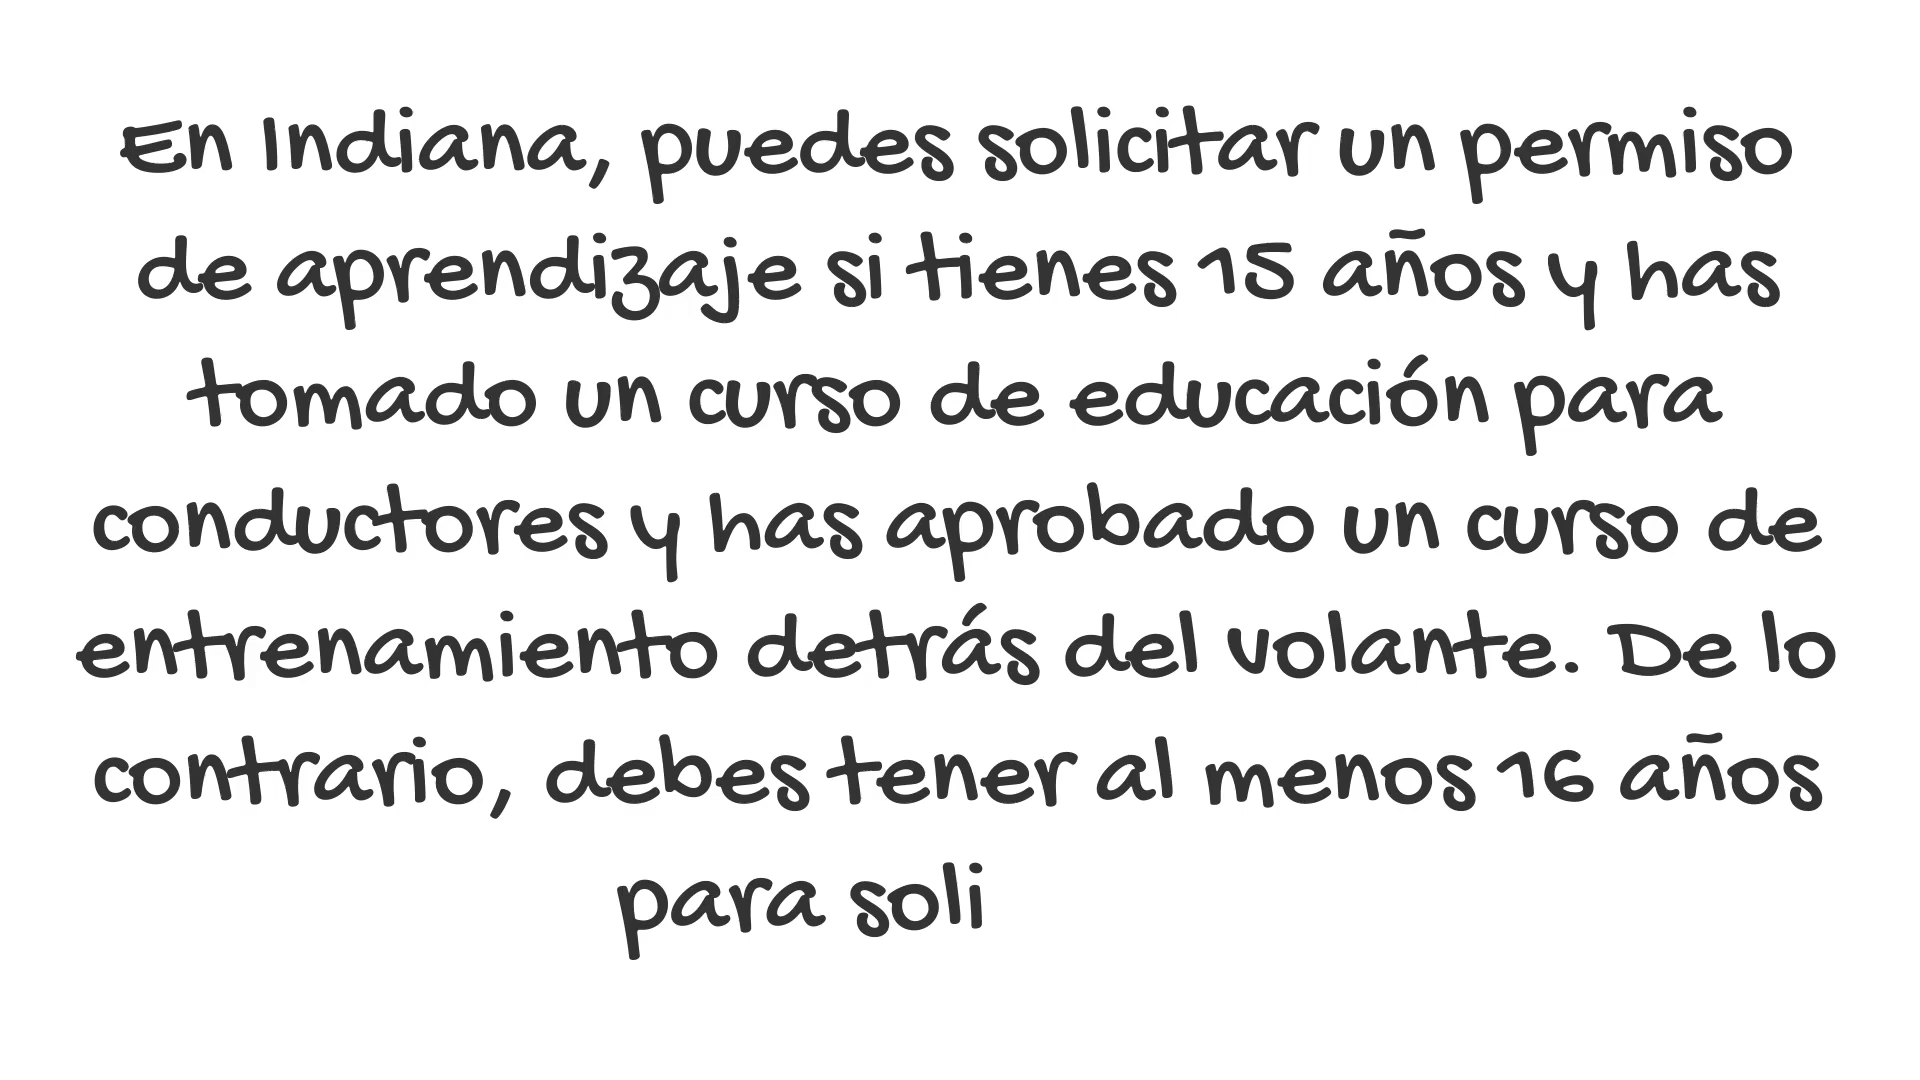 En Indiana, puedes solicitar un permiso
de aprendizaje si tienes 15 años y has
tomado un curso de educación para
conductores y has aprobado un curso de
entrenamiento detrás del volante. De lo
contrario, debes tener al menos 16 años
para soli